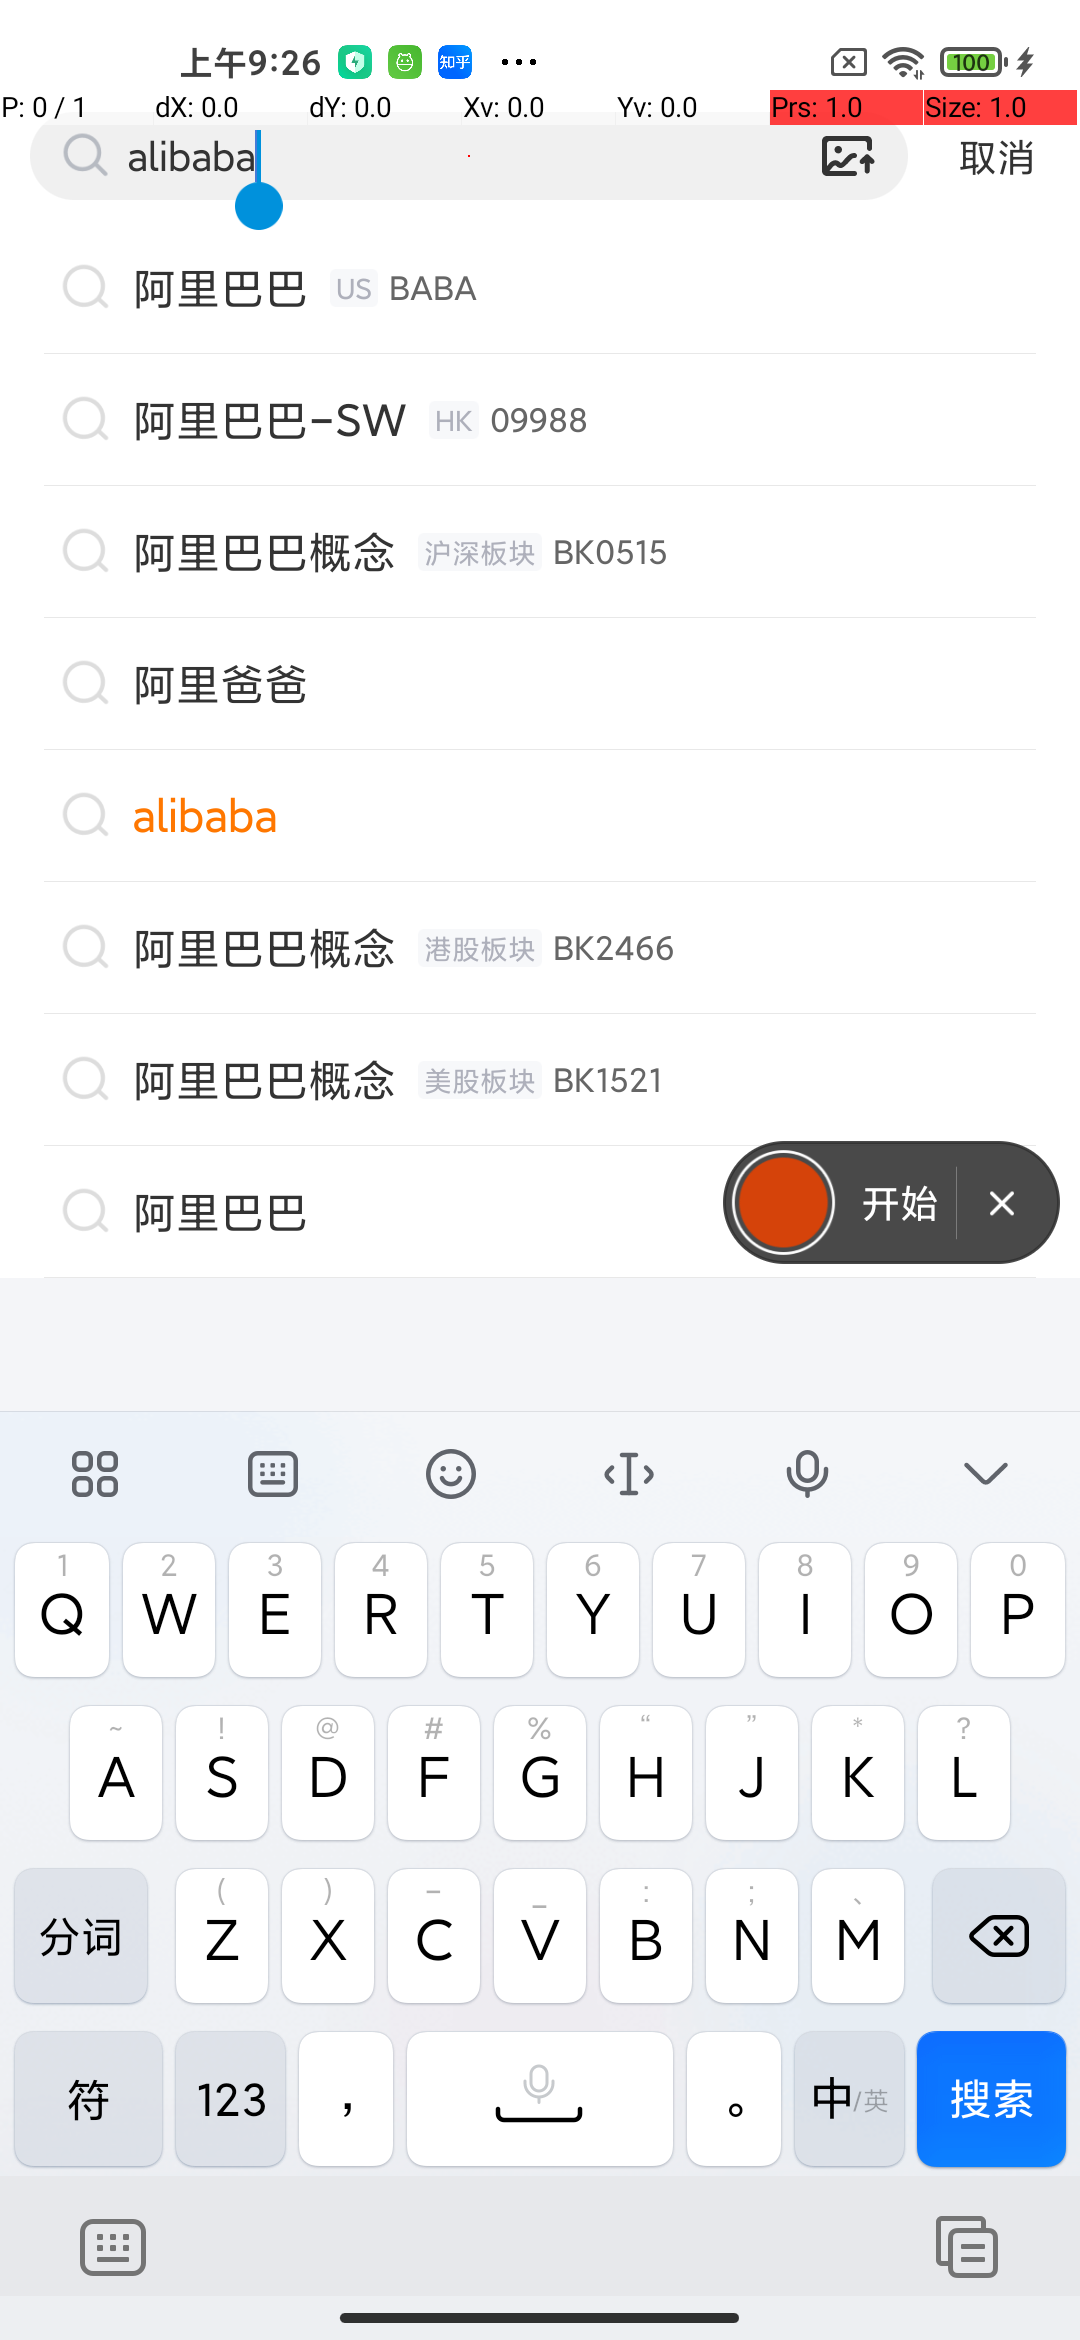 上午9:26 知乎 ... 100
P: 0 / 1 dX: 0.0 dY: 0.0 Xv: 0.0 Yv: 0.0 Prs: 1.0 Size: 1.0
alibaba 取消
阿里巴巴 US BABA
阿里巴巴-SW HK 09988
阿里巴巴概念 沪深板块 BK0515
阿里爸爸
alibaba
阿里巴巴概念 港股板块 BK2466
阿里巴巴概念 美股板块 BK1521
阿里巴巴
开始
1 2 3 4 5 6 7 8 9 0
Q W E R T Y U I O P
~ ! @ # % “ ” * ?
A S D F G H J K L
( ) – _ : ; 、
分词 Z X C V B N M
符 123 ， 。 中/英 搜索